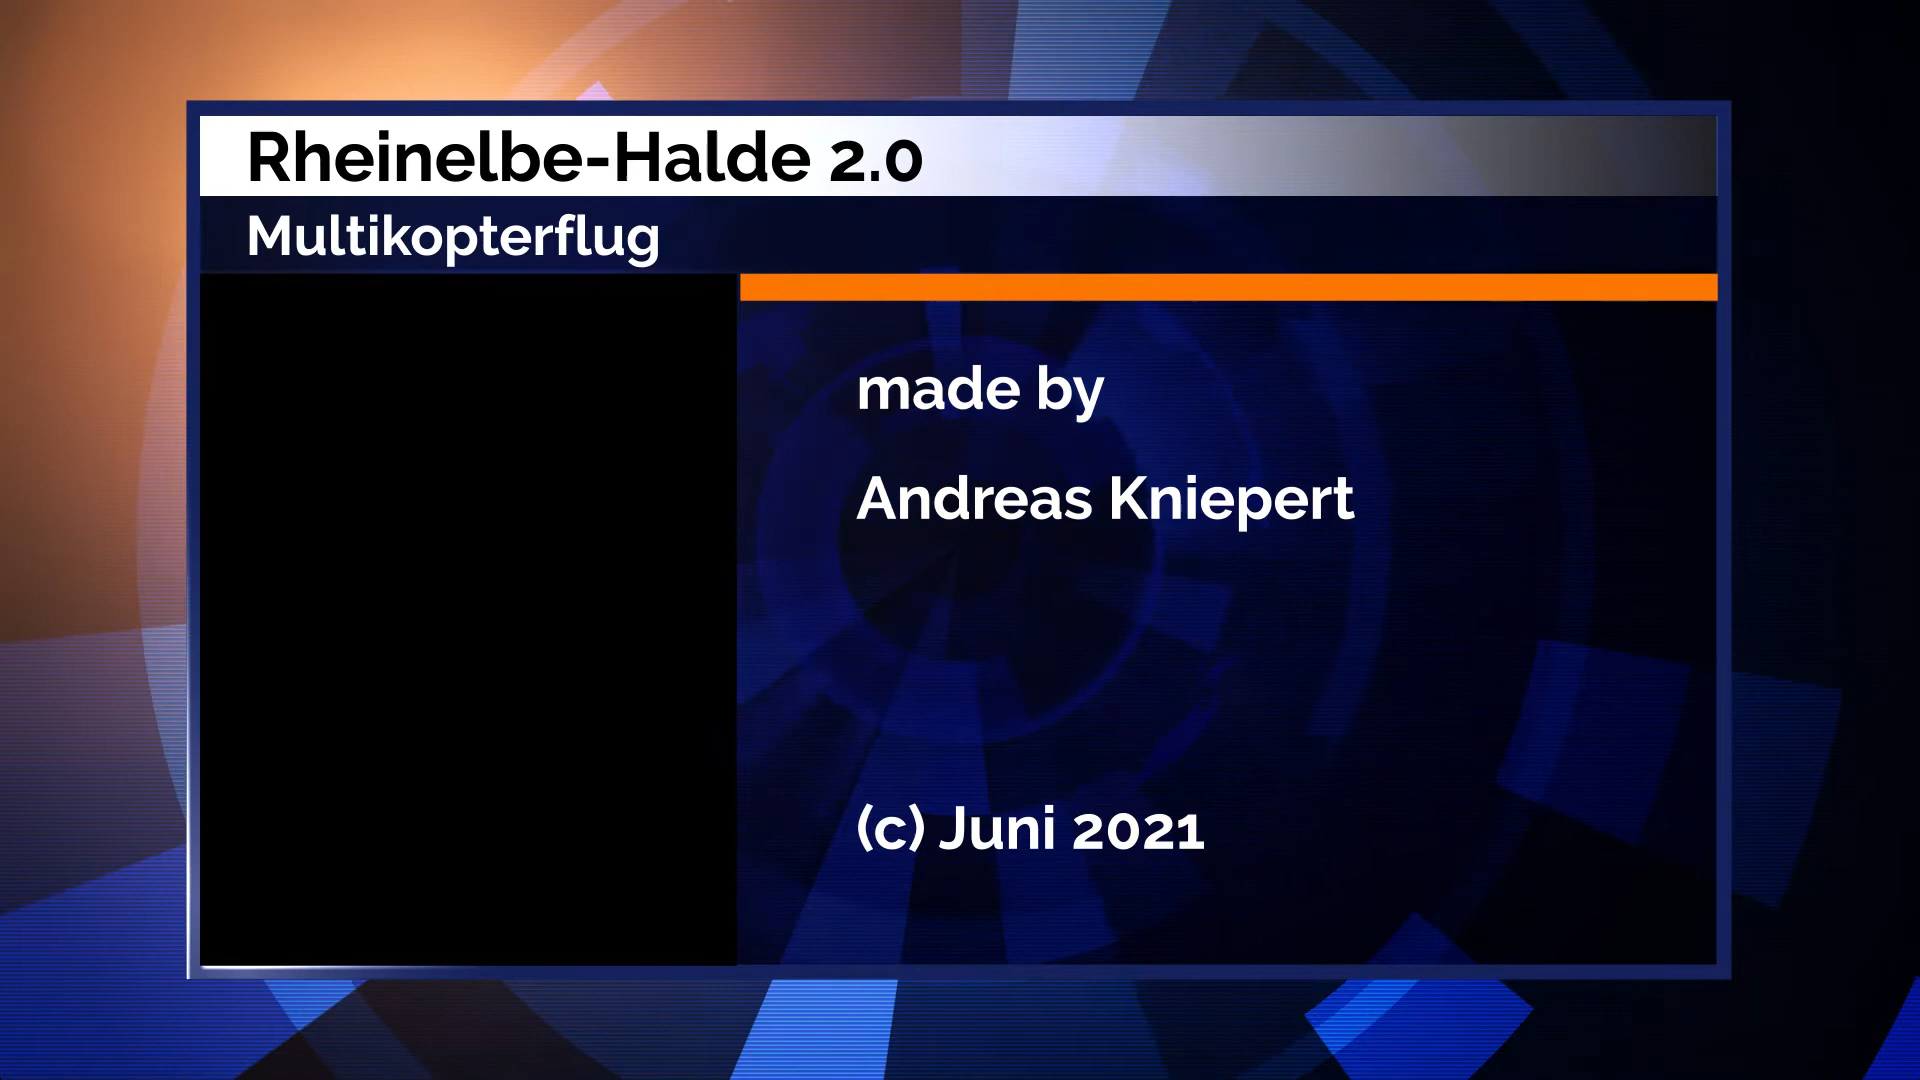 Rheinelbe-Halde 2.0
Multikopterflug
made by
Andreas Kniepert
(c) Juni 2021